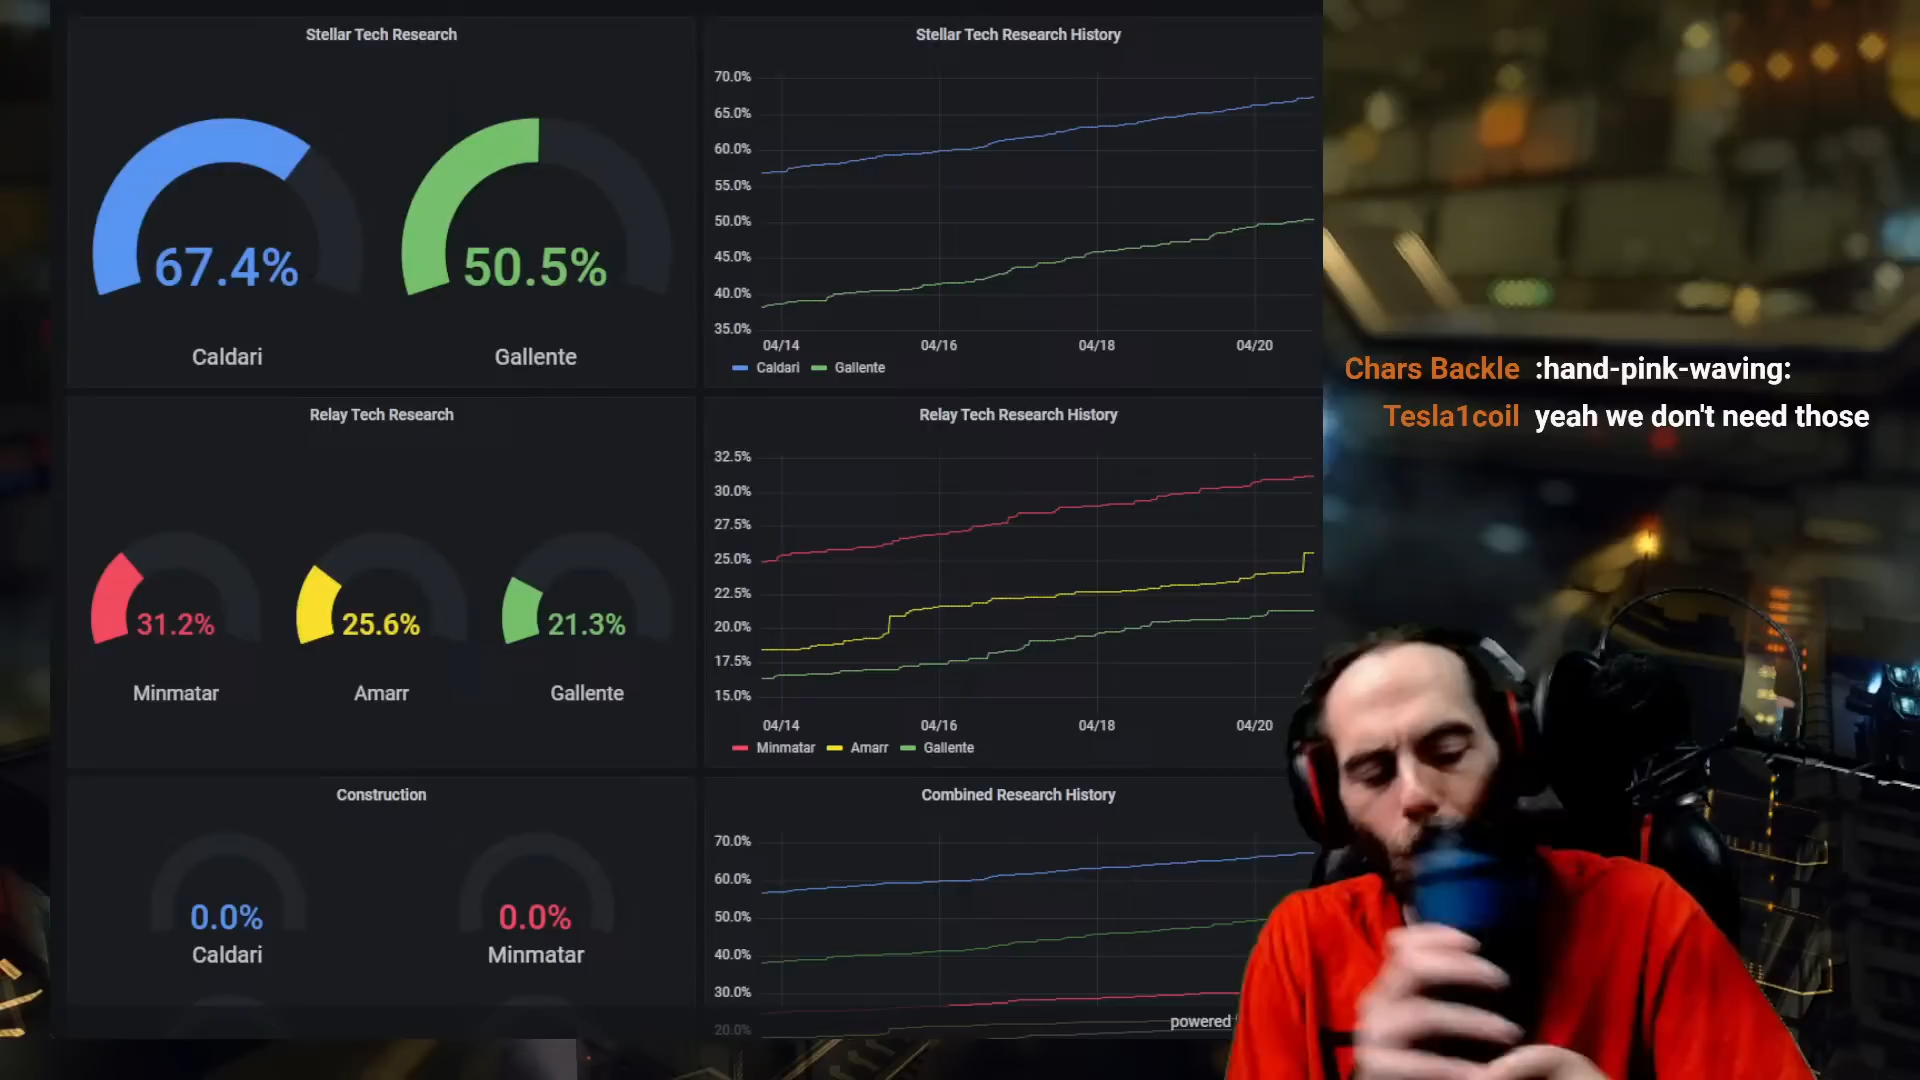 Stellar Tech Research
67.4%
50.5%
Caldari
Gallente
Stellar Tech Research History
70.0%
65.0%
60.0%
55.0%
50.0%
45.0%
40.0%
35.0%
04/14 04/16 04/18 04/20
Caldari Gallente
Chars Backle :hand-pink-waving:
Tesla1coil yeah we don't need those
Relay Tech Research
31.2%
25.6%
21.3%
Minmatar
Amarr
Gallente
Relay Tech Research History
32.5%
30.0%
27.5%
25.0%
22.5%
20.0%
17.5%
15.0%
04/14 04/16 04/18 04/20
Minmatar Amarr Gallente
Construction
0.0%
0.0%
Caldari
Minmatar
Combined Research History
70.0%
60.0%
50.0%
40.0%
30.0%
20.0%
powered